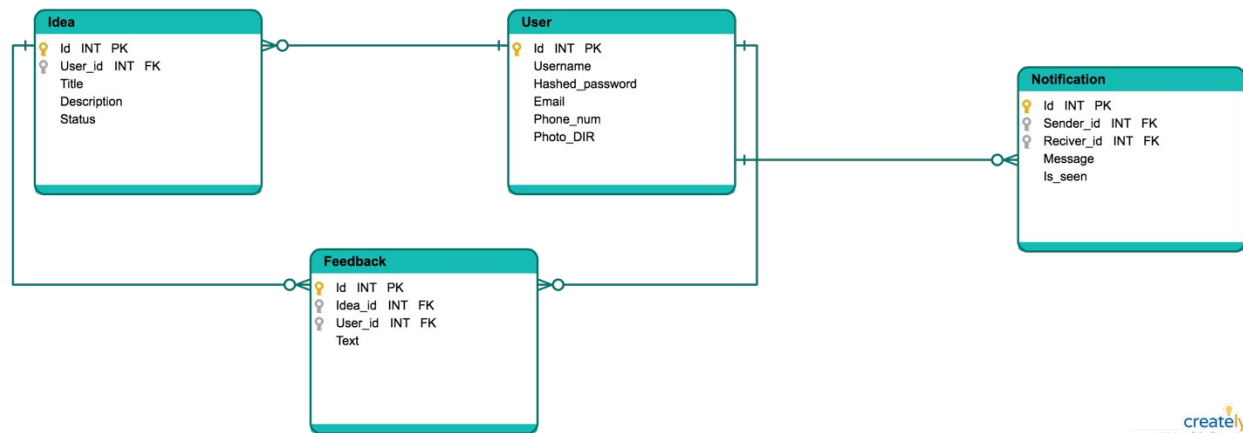 Idea
Id INT PK
User_id INT FK
Title
Description
Status
User
Id INT PK
Username
Hashed_password
Email
Phone_num
Photo_DIR
Notification
Id INT PK
Sender_id INT FK
Reciver_id INT FK
Message
Is_seen
Feedback
Id INT PK
Idea_id INT FK
User_id INT FK
Text
creately